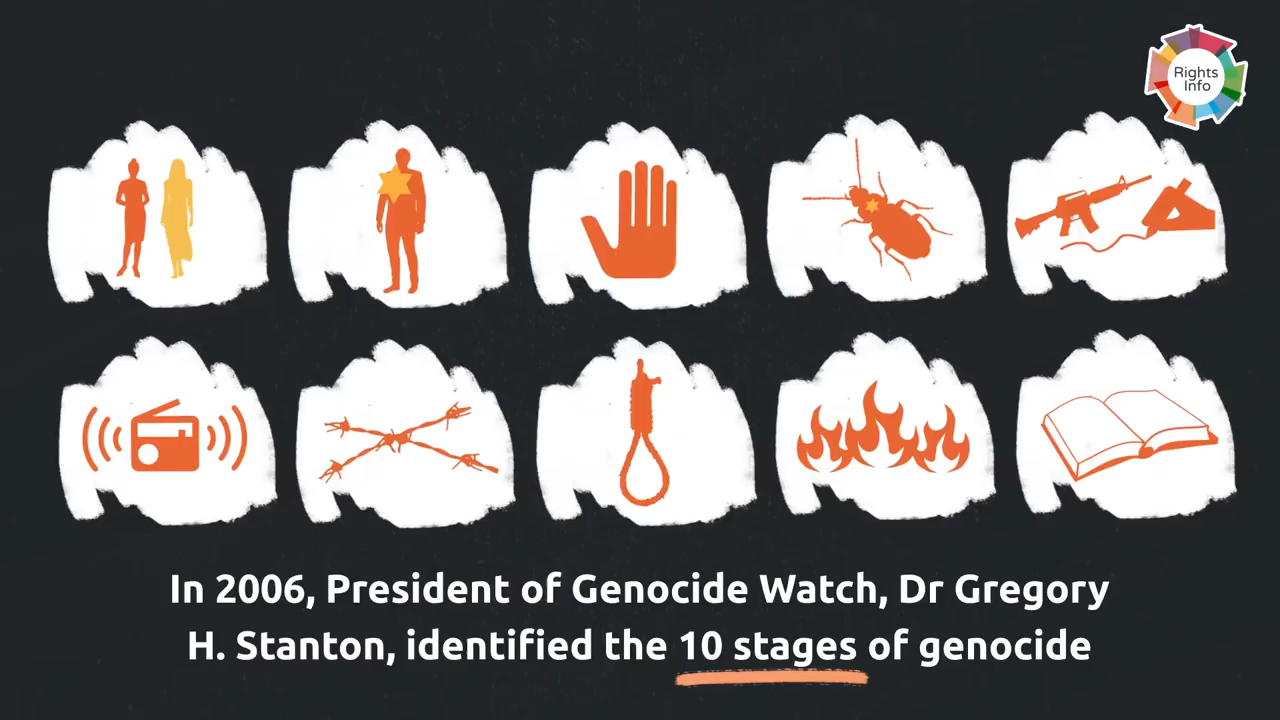 Rights
Info
In 2006, President of Genocide Watch, Dr Gregory
H. Stanton, identified the 10 stages of genocide